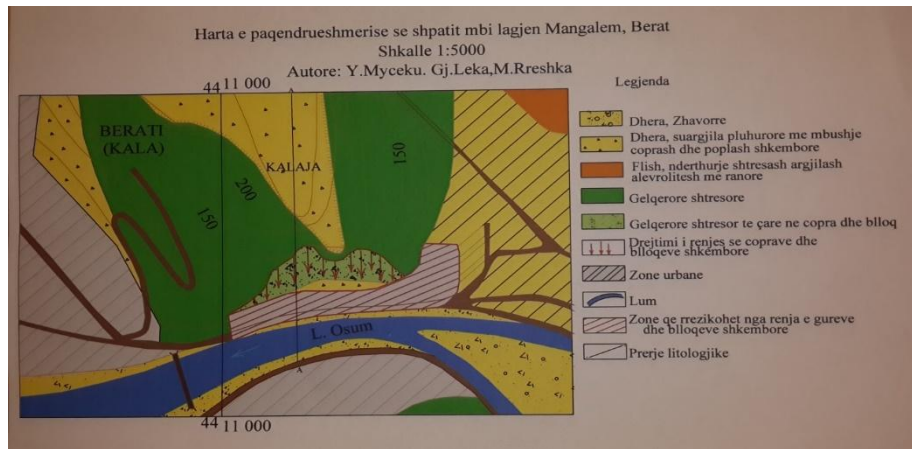 Harta e paqendrueshmerise se shpatit mbi lagjen Mangalem, Berat
Shkalle 1:5000
Autore: Y.Myceku. Gj.Leka,M.Rreshka
44 11 000
A
BERATI
(KALA)
KALAJA
150
200
150
L. Osum
A
44 11 000
Legjenda
Dhera, Zhavorre
Dhera, suargjila pluhurore me mbushje
coprash dhe poplash shkembore
Flish, nderthurje shtresash argjilash
alevrolitesh me ranore
Gelqerore shtresore
Gelqerore shtresor te çare ne copra dhe blloq
Drejtimi i renjes se coprave dhe
blloqeve shkembore
Zone urbane
Lum
Zone qe rrezikohet nga renja e gureve
dhe blloqeve shkembore
Prerje litologjike